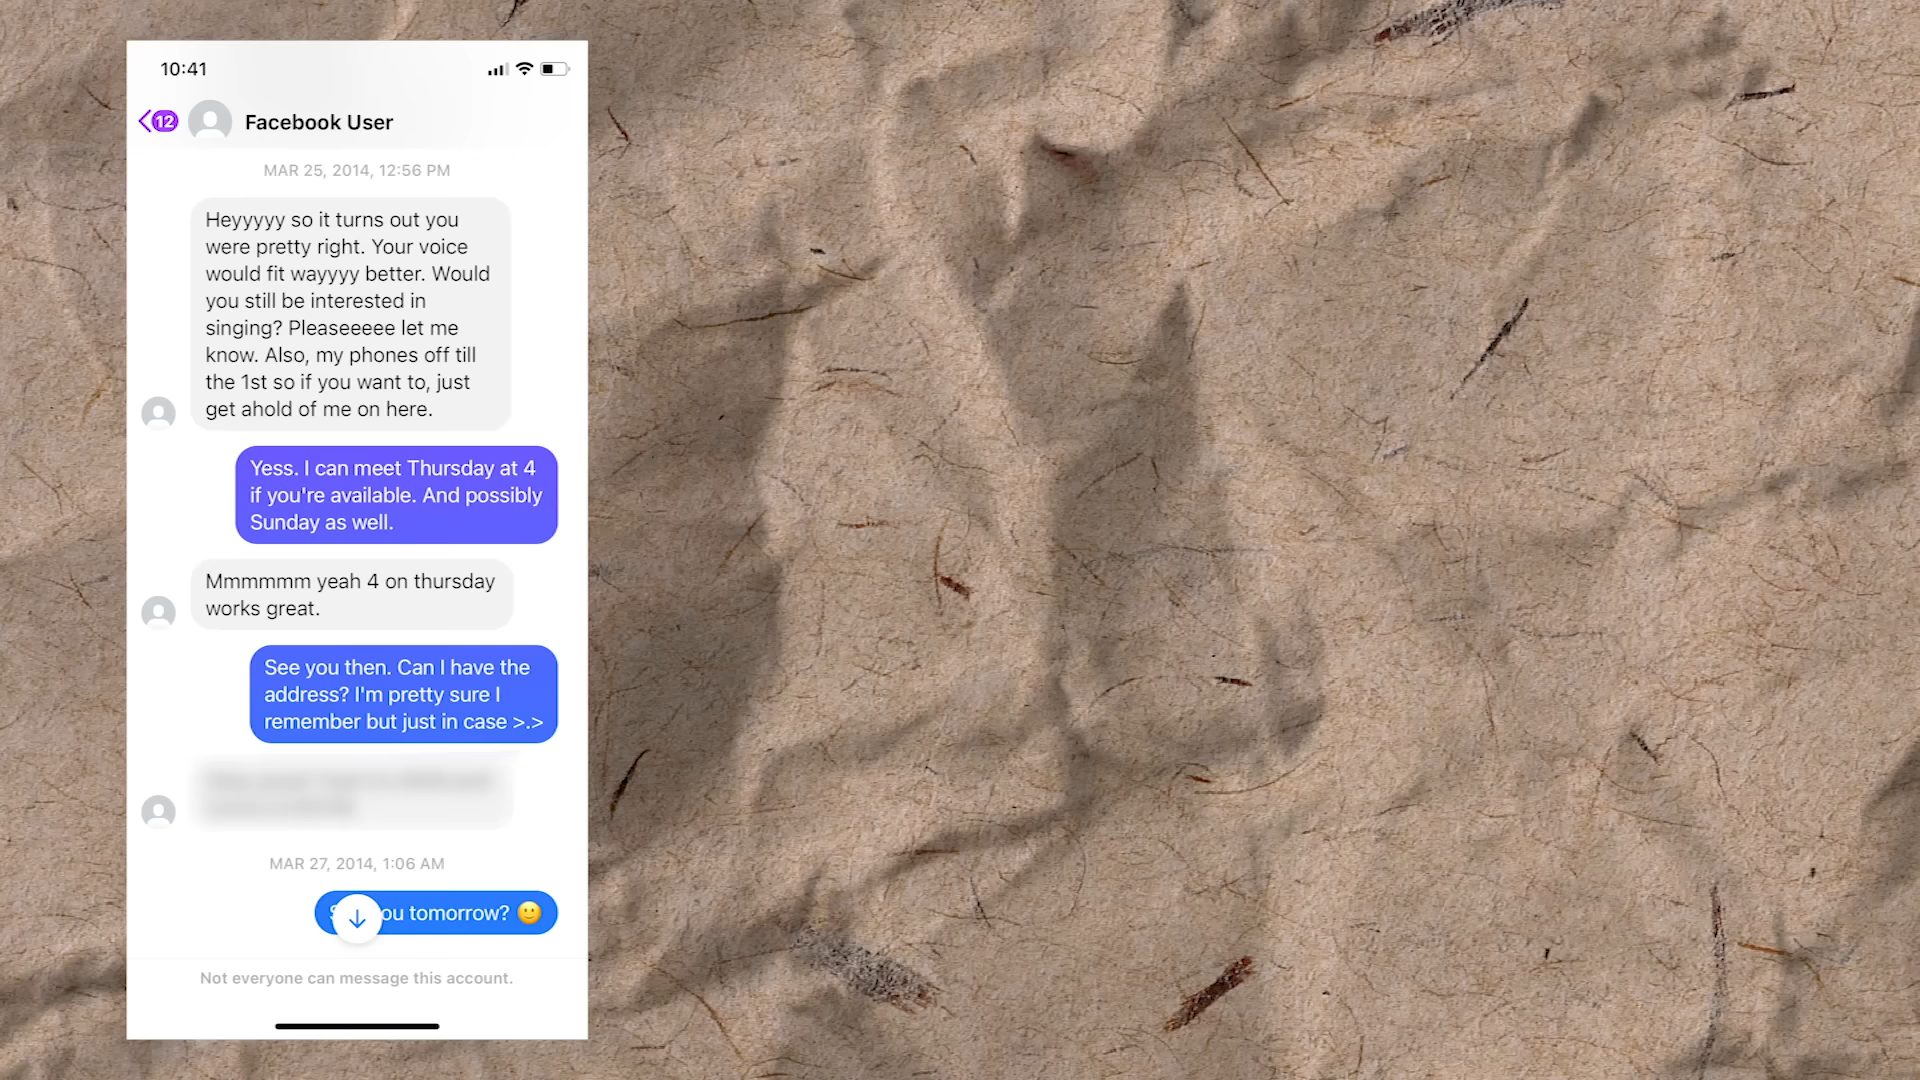 10:41
12
Facebook User
MAR 25, 2014, 12:56 PM
Heyyyyy so it turns out you
were pretty right. Your voice
would fit wayyyy better. Would
you still be interested in
singing? Pleaseeeee let me
know. Also, my phones off till
the 1st so if you want to, just
get ahold of me on here.
Yess. I can meet Thursday at 4
if you're available. And possibly
Sunday as well.
Mmmmmm yeah 4 on thursday
works great.
See you then. Can I have the
address? I'm pretty sure I
remember but just in case >.>
MAR 27, 2014, 1:06 AM
tomorrow? 🙂
Not everyone can message this account.